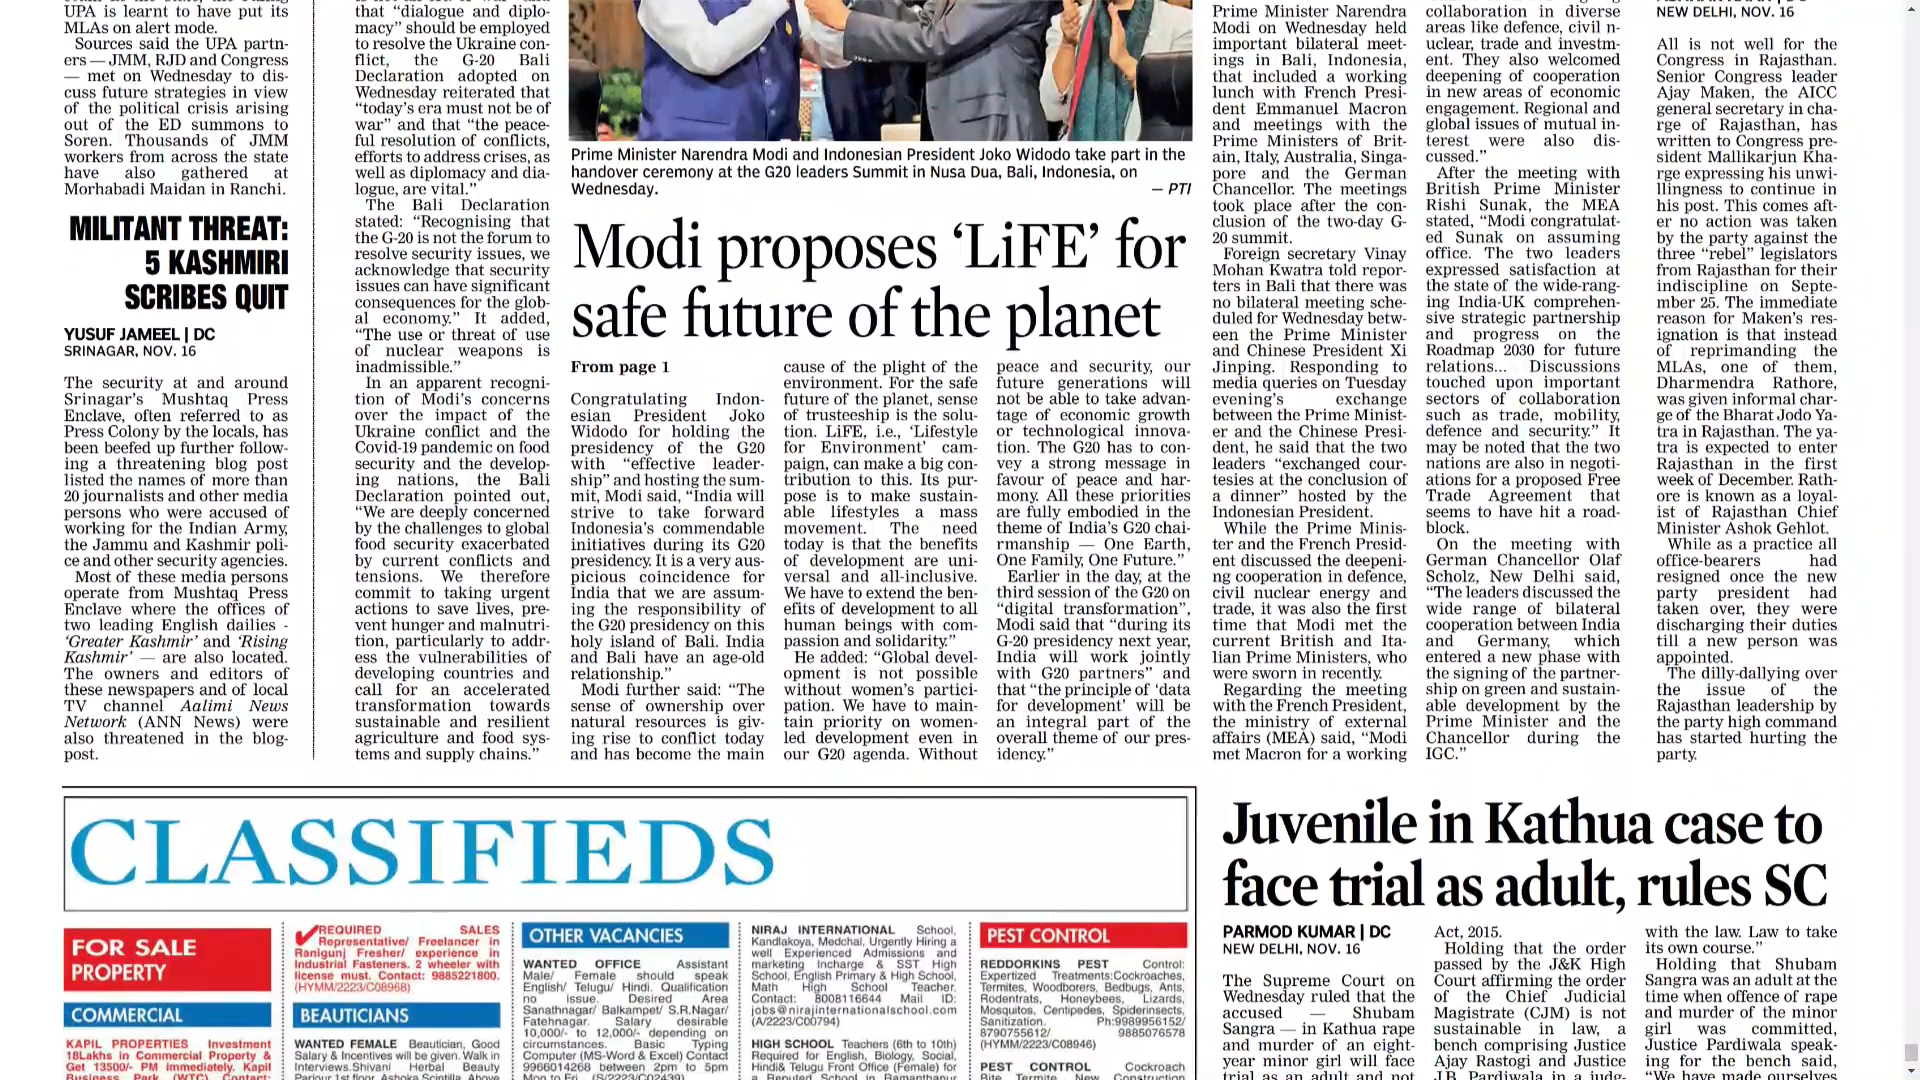 UPA is learnt to have put its
MLAs on alert mode.
Sources said the UPA partn-
ers — JMM, RJD and Congress
— met on Wednesday to dis-
cuss future strategies in view
of the political crisis arising
out of the ED summons to
Soren. Thousands of JMM
workers from across the state
have also gathered at
Morhabadi Maidan in Ranchi.
MILITANT THREAT:
5 KASHMIRI
SCRIBES QUIT
YUSUF JAMEEL | DC
SRINAGAR, NOV. 16
The security at and around
Srinagar's Mushtaq Press
Enclave, often referred to as
Press Colony by the locals, has
been beefed up further follow-
ing a threatening blog post
listed the names of more than
20 journalists and other media
persons who were accused of
working for the Indian Army,
the Jammu and Kashmir poli-
ce and other security agencies.
Most of these media persons
operate from Mushtaq Press
Enclave where the offices of
two leading English dailies -
'Greater Kashmir' and 'Rising
Kashmir' — are also located.
The owners and editors of
these newspapers and of local
TV channel Aalimi News
Network (ANN News) were
also threatened in the blog-
post.
that "dialogue and diplo-
macy" should be employed
to resolve the Ukraine con-
flict, the G-20 Bali
Declaration adopted on
Wednesday reiterated that
"today's era must not be of
war" and that "the peace-
ful resolution of conflicts,
efforts to address crises, as
well as diplomacy and dia-
logue, are vital."
The Bali Declaration
stated: "Recognising that
the G-20 is not the forum to
resolve security issues, we
acknowledge that security
issues can have significant
consequences for the glob-
al economy." It added,
"The use or threat of use
of nuclear weapons is
inadmissible."
In an apparent recogni-
tion of Modi's concerns
over the impact of the
Ukraine conflict and the
Covid-19 pandemic on food
security and the develop-
ing nations, the Bali
Declaration pointed out,
"We are deeply concerned
by the challenges to global
food security exacerbated
by current conflicts and
tensions. We therefore
commit to taking urgent
actions to save lives, pre-
vent hunger and malnutri-
tion, particularly to addr-
ess the vulnerabilities of
developing countries and
call for an accelerated
transformation towards
sustainable and resilient
agriculture and food sys-
tems and supply chains."
Prime Minister Narendra Modi and Indonesian President Joko Widodo take part in the
handover ceremony at the G20 leaders Summit in Nusa Dua, Bali, Indonesia, on
Wednesday. — PTI
Modi proposes 'LiFE' for
safe future of the planet
From page 1
Congratulating Indon-
esian President Joko
Widodo for holding the
presidency of the G20
with "effective leader-
ship" and hosting the sum-
mit, Modi said, "India will
strive to take forward
Indonesia's commendable
initiatives during its G20
presidency. It is a very aus-
picious coincidence for
India that we are assum-
ing the responsibility of
the G20 presidency on this
holy island of Bali. India
and Bali have an age-old
relationship."
Modi further said: "The
sense of ownership over
natural resources is giv-
ing rise to conflict today
and has become the main
cause of the plight of the
environment. For the safe
future of the planet, sense
of trusteeship is the solu-
tion. LiFE, i.e., 'Lifestyle
for Environment' cam-
paign, can make a big con-
tribution to this. Its pur-
pose is to make sustain-
able lifestyles a mass
movement. The need
today is that the benefits
of development are uni-
versal and all-inclusive.
We have to extend the ben-
efits of development to all
human beings with com-
passion and solidarity."
He added: "Global devel-
opment is not possible
without women's partici-
pation. We have to main-
tain priority on women-
led development even in
our G20 agenda. Without
peace and security, our
future generations will
not be able to take advan-
tage of economic growth
or technological innova-
tion. The G20 has to con-
vey a strong message in
favour of peace and har-
mony. All these priorities
are fully embodied in the
theme of India's G20 chai-
rmanship — One Earth,
One Family, One Future."
Earlier in the day, at the
third session of the G20 on
"digital transformation",
Modi said that "during its
G-20 presidency next year,
India will work jointly
with G20 partners" and
that "the principle of 'data
for development' will be
an integral part of the
overall theme of our pres-
idency."
Prime Minister Narendra
Modi on Wednesday held
important bilateral meet-
ings in Bali, Indonesia,
that included a working
lunch with French Presi-
dent Emmanuel Macron
and meetings with the
Prime Ministers of Brit-
ain, Italy, Australia, Singa-
pore and the German
Chancellor. The meetings
took place after the con-
clusion of the two-day G-
20 summit.
Foreign secretary Vinay
Mohan Kwatra told repor-
ters in Bali that there was
no bilateral meeting sche-
duled for Wednesday betw-
een the Prime Minister
and Chinese President Xi
Jinping. Responding to
media queries on Tuesday
evening's exchange
between the Prime Minist-
er and the Chinese Presi-
dent, he said that the two
leaders "exchanged cour-
tesies at the conclusion of
a dinner" hosted by the
Indonesian President.
While the Prime Minis-
ter and the French Presid-
ent discussed the deepeni-
ng cooperation in defence,
civil nuclear energy and
trade, it was also the first
time that Modi met the
current British and Ita-
lian Prime Ministers, who
were sworn in recently.
Regarding the meeting
with the French President,
the ministry of external
affairs (MEA) said, "Modi
met Macron for a working
collaboration in diverse
areas like defence, civil n-
uclear, trade and investm-
ent. They also welcomed
deepening of cooperation
in new areas of economic
engagement. Regional and
global issues of mutual in-
terest were also dis-
cussed."
After the meeting with
British Prime Minister
Rishi Sunak, the MEA
stated, "Modi congratulat-
ed Sunak on assuming
office. The two leaders
expressed satisfaction at
the state of the wide-rang-
ing India-UK comprehen-
sive strategic partnership
and progress on the
Roadmap 2030 for future
relations... Discussions
touched upon important
sectors of collaboration
such as trade, mobility,
defence and security." It
may be noted that the two
nations are also in negoti-
ations for a proposed Free
Trade Agreement that
seems to have hit a road-
block.
On the meeting with
German Chancellor Olaf
Scholz, New Delhi said,
"The leaders discussed the
wide range of bilateral
cooperation between India
and Germany, which
entered a new phase with
the signing of the partner-
ship on green and sustain-
able development by the
Prime Minister and the
Chancellor during the
IGC."
NEW DELHI, NOV. 16
All is not well for the
Congress in Rajasthan.
Senior Congress leader
Ajay Maken, the AICC
general secretary in cha-
rge of Rajasthan, has
written to Congress pre-
sident Mallikarjun Kha-
rge expressing his unwi-
llingness to continue in
his post. This comes aft-
er no action was taken
by the party against the
three "rebel" legislators
from Rajasthan for their
indiscipline on Septe-
mber 25. The immediate
reason for Maken's res-
ignation is that instead
of reprimanding the
MLAs, one of them,
Dharmendra Rathore,
was given informal char-
ge of the Bharat Jodo Ya-
tra in Rajasthan. The ya-
tra is expected to enter
Rajasthan in the first
week of December. Rath-
ore is known as a loyal-
ist of Rajasthan Chief
Minister Ashok Gehlot.
While as a practice all
office-bearers had
resigned once the new
party president had
taken over, they were
discharging their duties
till a new person was
appointed.
The dilly-dallying over
the issue of the
Rajasthan leadership by
the party high command
has started hurting the
party.
CLASSIFIEDS
FOR SALE
PROPERTY
COMMERCIAL
KAPIL PROPERTIES Investment
18Lakhs in Commercial Property &
Get 13500/- PM Immediately. Kapil
Business Park (WTC) Contact:
REQUIRED SALES
Representative/ Freelancer in
Ranigunj Fresher/ experience in
Industrial Fasteners. 2 wheeler with
license must. Contact: 9885221800.
(HYMM/2223/C08968)
BEAUTICIANS
WANTED FEMALE Beautician, Good
Salary & Incentives will be given. Walk in
Interviews.Shivani Herbal Beauty
Parlour 1st floor, Ashoka Scintilla, Above
OTHER VACANCIES
WANTED OFFICE Assistant
Male/ Female should speak
English/ Telugu/ Hindi. Qualification
no issue. Desired Area
Sanathnagar/ Balkampet/ S.R.Nagar/
Fatehnagar. Salary desirable
10,000/- to 12,000/- depending on
circumstances. Basic Typing
Computer (MS-Word & Excel) Contact
9966014268 between 2pm to 5pm
Mon to Fri. (S/2223/C02439)
NIRAJ INTERNATIONAL School,
Kandlakoya, Medchal, Urgently Hiring a
well Experienced Admissions and
marketing Incharge & SST High
School, English Primary & High School,
Math High School Teacher.
Contact: 8008116644 Mail ID:
jobs@nirajinternationalschool.com
(A/2223/C00794)
HIGH SCHOOL Teachers (6th to 10th)
Required for English, Biology, Social,
Hindi& Telugu Front Office (Female) for
a Reputed School in Ramanthapur
PEST CONTROL
REDDORKINS PEST Control:
Expertized Treatments:Cockroaches,
Termites, Woodborers, Bedbugs, Ants,
Rodentrats, Honeybees, Lizards,
Mosquitos, Centipedes, Spiderinsects,
Sanitization. Ph:9989956152/
8790755612/ 9885076578
(HYMM/2223/C08946)
PEST CONTROL Cockroach
Bite, Termite, New Construction
Juvenile in Kathua case to
face trial as adult, rules SC
PARMOD KUMAR | DC
NEW DELHI, NOV. 16
The Supreme Court on
Wednesday ruled that the
accused — Shubam
Sangra — in Kathua rape
and murder of an eight-
year minor girl will face
trial as an adult and not
Act, 2015.
Holding that the order
passed by the J&K High
Court affirming the order
of the Chief Judicial
Magistrate (CJM) is not
sustainable in law, a
bench comprising Justice
Ajay Rastogi and Justice
J.B. Pardiwala in a judg-
with the law. Law to take
its own course."
Holding that Shubam
Sangra was an adult at the
time when offence of rape
and murder of the minor
girl was committed,
Justice Pardiwala speak-
ing for the bench said,
"We have made ourselves